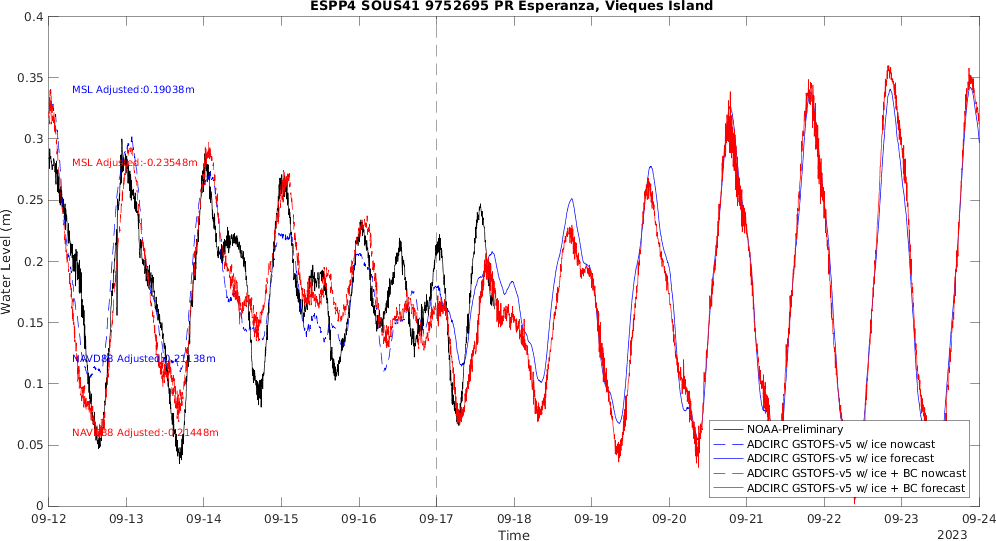 ESPP4 SOUS41 9752695 PR Esperanza, Vieques Island
0.4
0.35
0.3
0.25
0.2
0.15
0.1
0.05
0
Water Level (m)
MSL Adjusted:0.19038m
MSL Adjusted:-0.23548m
NAVD88 Adjusted:0.21138m
NAVD88 Adjusted:-0.21448m
NOAA-Preliminary
ADCIRC GSTOFS-v5 w/ ice nowcast
ADCIRC GSTOFS-v5 w/ ice forecast
ADCIRC GSTOFS-v5 w/ ice + BC nowcast
ADCIRC GSTOFS-v5 w/ ice + BC forecast
09-12 09-13 09-14 09-15 09-16 09-17 09-18 09-19 09-20 09-21 09-22 09-23 09-24
Time
2023